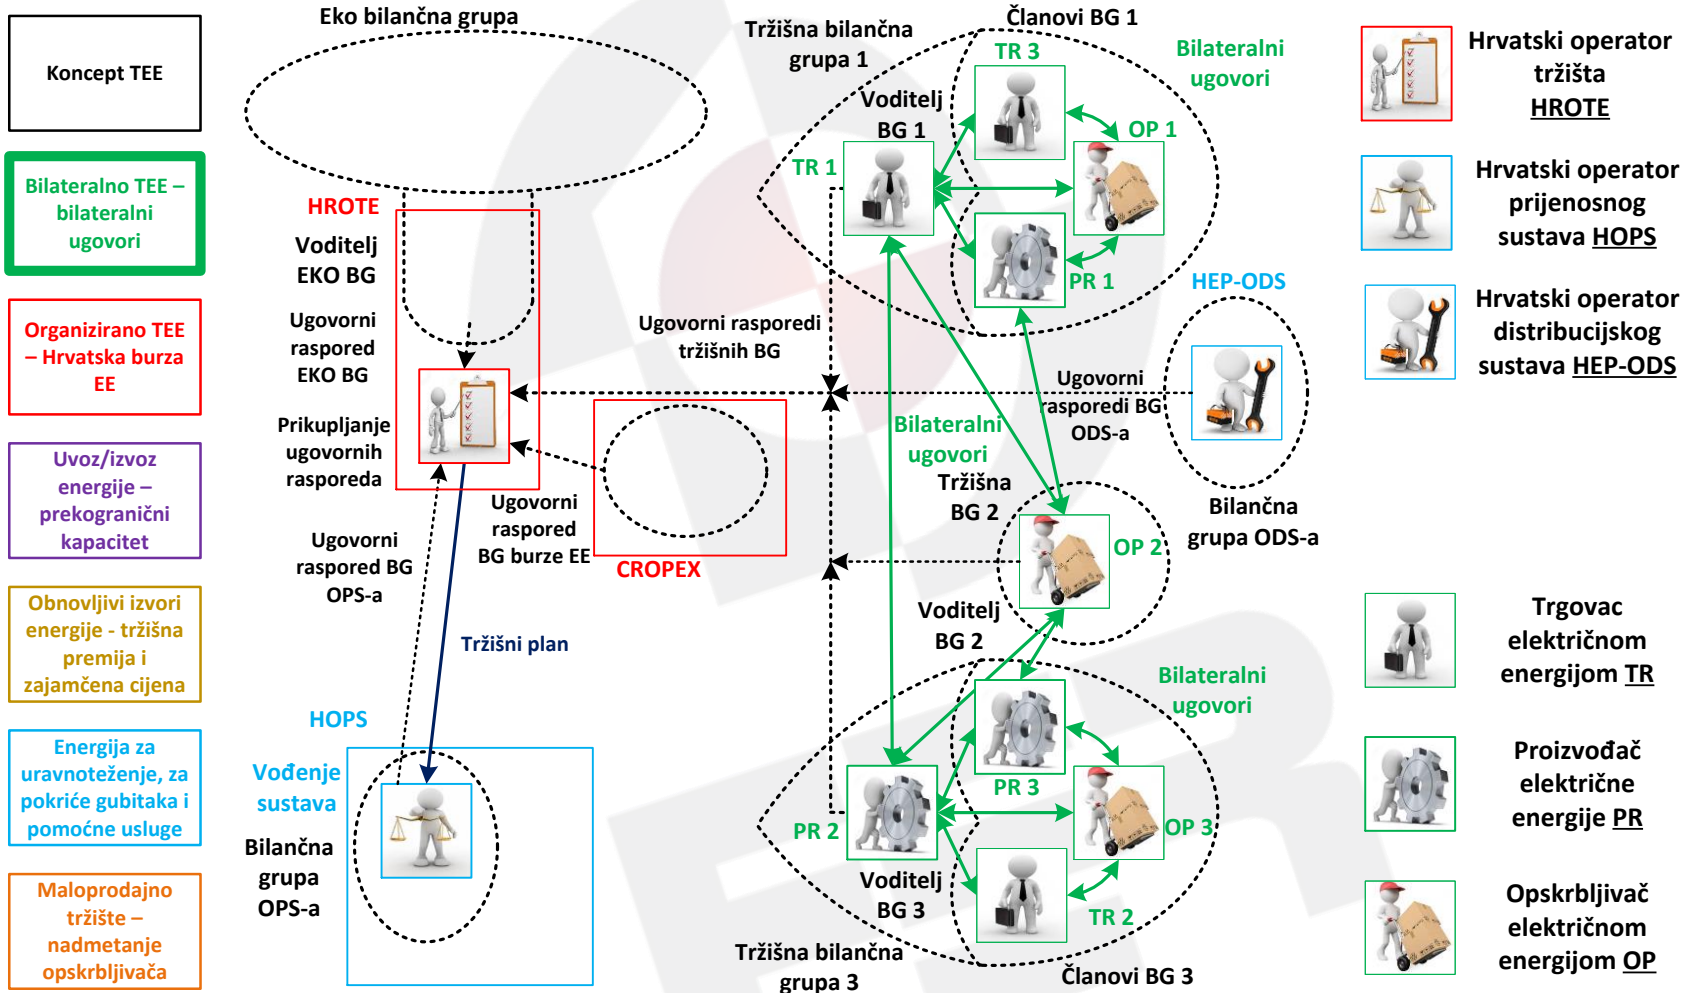 Koncept TEE
Bilateralno TEE –
bilateralni
ugovori
Organizirano TEE
– Hrvatska burza
EE
Uvoz/izvoz
energije –
prekogranični
kapacitet
Obnovljivi izvori
energije - tržišna
premija i
zajamčena cijena
Energija za
uravnoteženje, za
pokriće gubitaka i
pomoćne usluge
Maloprodajno
tržište –
nadmetanje
opskrbljivača
Eko bilančna grupa
HROTE
Voditelj
EKO BG
Ugovorni
raspored
EKO BG
Prikupljanje
ugovornih
rasporeda
Ugovorni
raspored BG
OPS-a
Ugovorni
raspored
BG burze EE
CROPEX
Tržišni plan
HOPS
Vođenje
sustava
Bilančna
grupa
OPS-a
Tržišna bilančna
grupa 1
Članovi BG 1
Bilateralni
ugovori
TR 3
Voditelj
BG 1
OP 1
TR 1
PR 1
Ugovorni rasporedi
tržišnih BG
HEP-ODS
Ugovorni
rasporedi BG
ODS-a
Bilateralni
ugovori
Tržišna
BG 2
Bilančna
grupa ODS-a
OP 2
Voditelj
BG 2
Bilateralni
ugovori
PR 3
PR 2
OP 3
Voditelj
BG 3
TR 2
Tržišna bilančna
grupa 3
Članovi BG 3
Hrvatski operator
tržišta
HROTE
Hrvatski operator
prijenosnog
sustava HOPS
Hrvatski operator
distribucijskog
sustava HEP-ODS
Trgovac
električnom
energijom TR
Proizvođač
električne
energije PR
Opskrbljivač
električnom
energijom OP